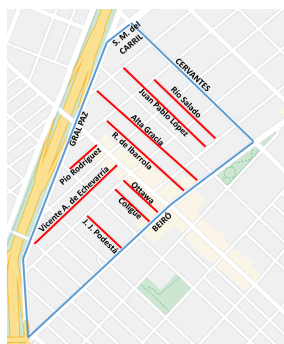 S. M. del
CARRIL
CERVANTES
Río Salado
Juan Pablo López
GRAL PAZ
Alta Gracia
R. de Ibarrola
Pío Rodríguez
Vicente A. de Echevarría
Ottawa
Coligüe
BEIRÓ
J. J. Podestá